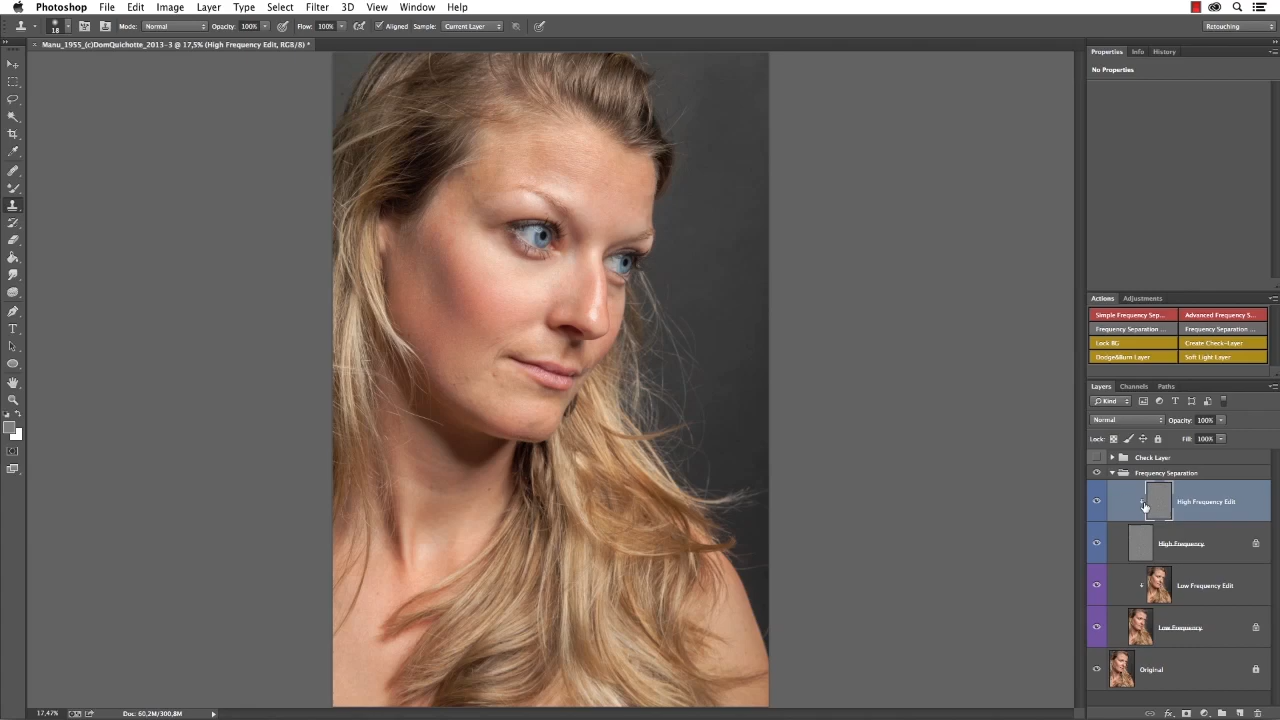 Photoshop File Edit Image Layer Type Select Filter 3D View Window Help
18 Mode: Normal Opacity: 100% Flow: 100% Aligned Sample: Current Layer Retouching
Manu_1955_(c)DomQuichotte_2013-3 @ 17,5% (High Frequency Edit, RGB/8) *
Properties Info History
No Properties
Actions Adjustments
Simple Frequency Sep... Advanced Frequency S...
Frequency Separation ... Frequency Separation ...
Lock BG Create Check-Layer
Dodge&Burn Layer Soft Light Layer
Layers Channels Paths
Kind
Normal Opacity: 100%
Lock: Fill: 100%
Check Layer
Frequency Separation
High Frequency Edit
High Frequency
Low Frequency Edit
Low Frequency
Original
17,47% Doc: 60,2M/300,8M